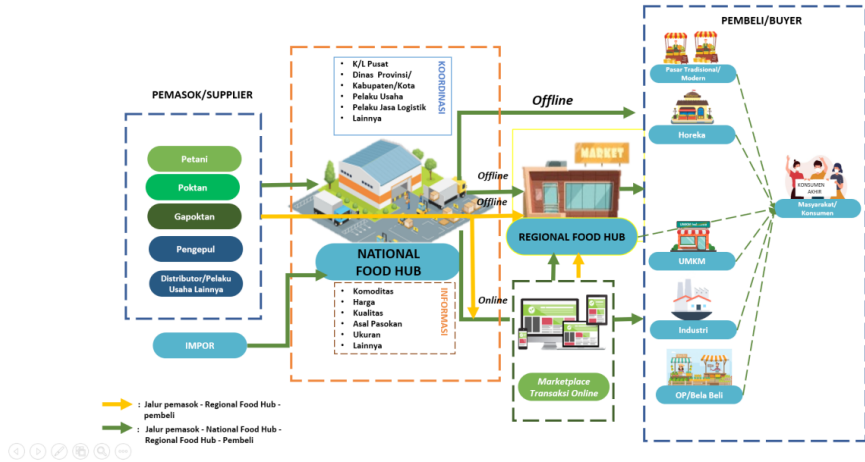 PEMASOK/SUPPLIER
Petani
Poktan
Gapoktan
Pengepul
Distributor/Pelaku
Usaha Lainnya
IMPOR
• K/L Pusat
• Dinas Provinsi/
• Kabupaten/Kota
• Pelaku Usaha
• Pelaku Jasa Logistik
• Lainnya
KOORDINASI
NATIONAL
FOOD HUB
• Komoditas
• Harga
• Kualitas
• Asal Pasokan
• Ukuran
• Lainnya
INFORMASI
Offline
Offline
Offline
Online
MARKET
REGIONAL FOOD HUB
Marketplace
Transaksi Online
PEMBELI/BUYER
Pasar Tradisional/
Modern
Horeka
UMKM
Industri
OP/Bela Beli
KONSUMEN
AKHIR
Masyarakat/
Konsumen
: Jalur pemasok - Regional Food Hub -
pembeli
: Jalur pemasok - National Food Hub -
Regional Food Hub - Pembeli